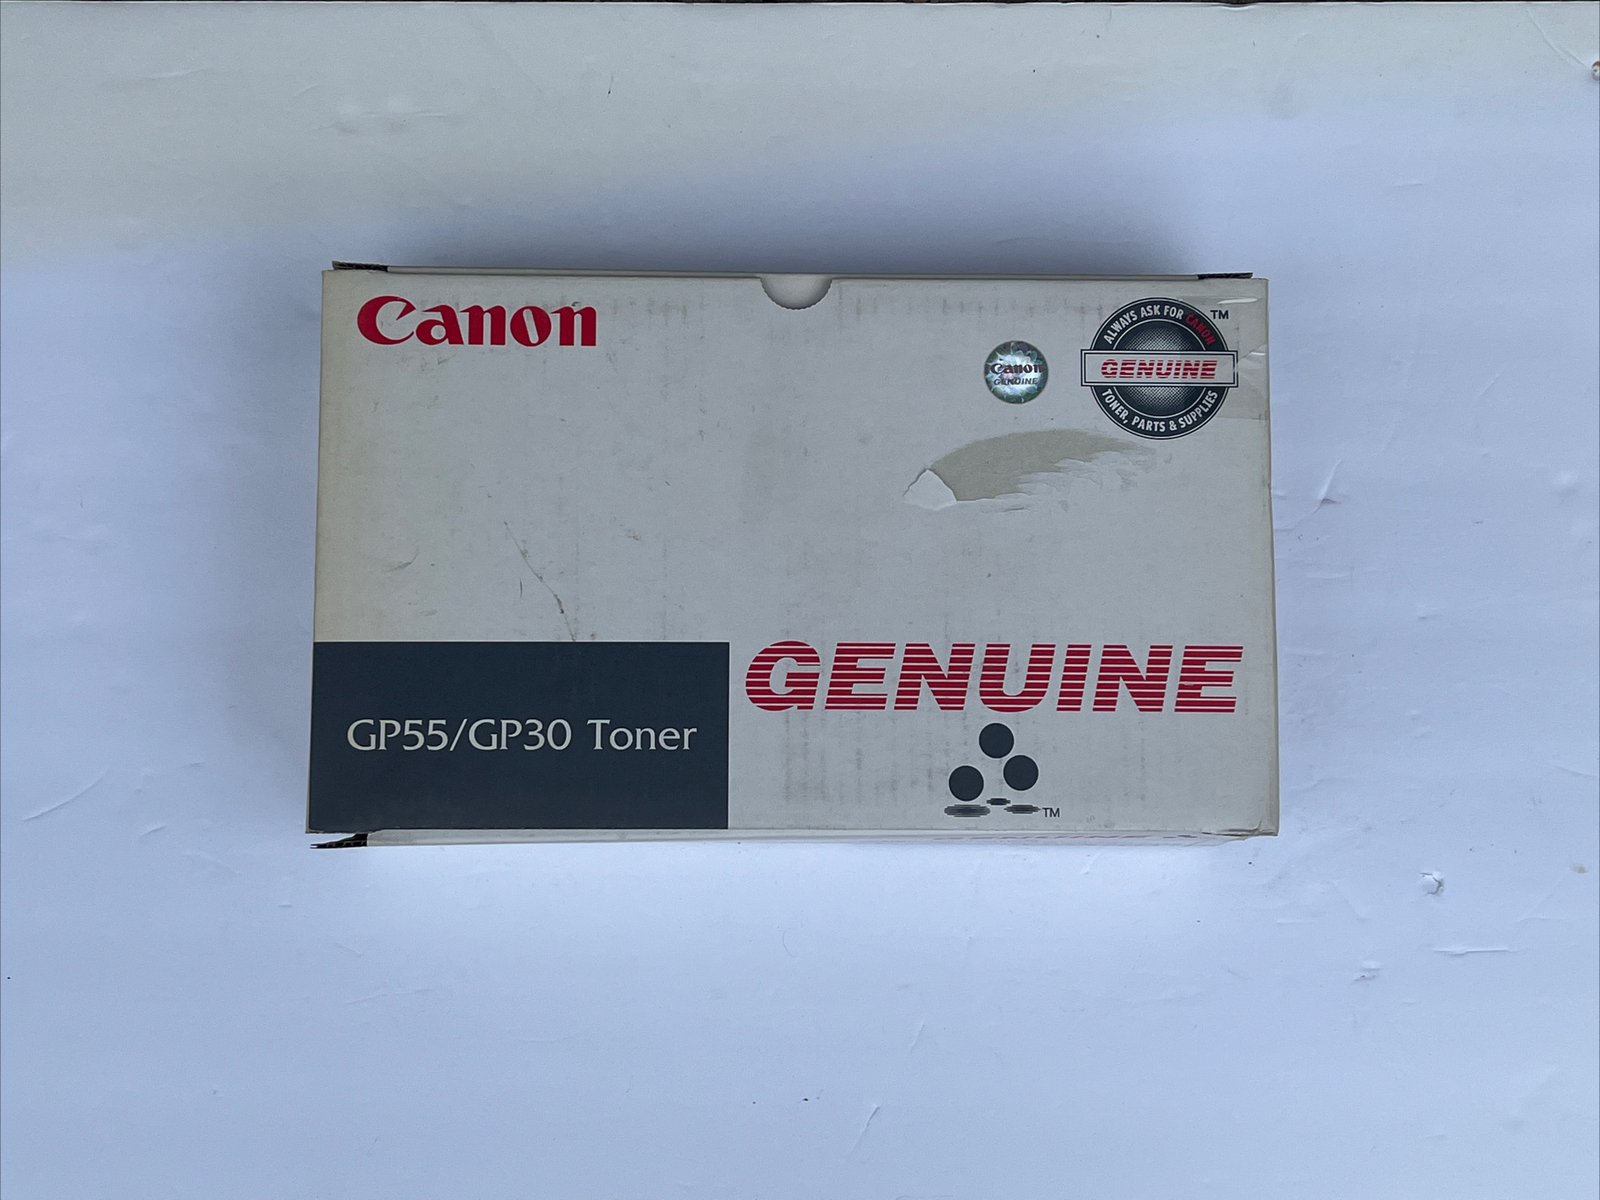 Canon
Canon
GENUINE
ALWAYS ASK FOR CANON
TM
GENUINE
TONER, PARTS & SUPPLIES
GP55/GP30 Toner
GENUINE
TM